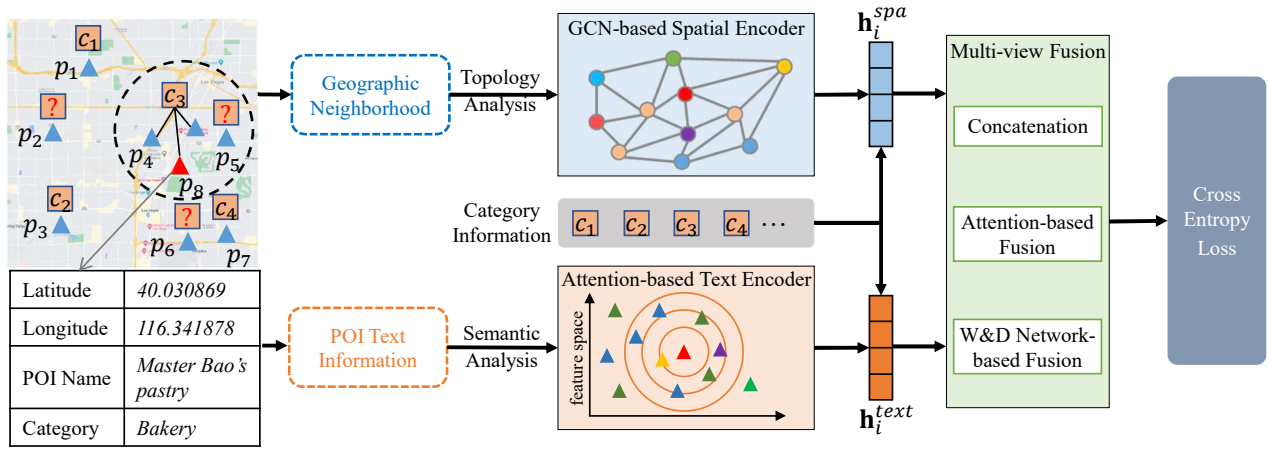 c1
p1
?
p2
c3
?
p4
p5
p8
c2
p3
?
c4
p6
p7
Las Vegas
Latitude 40.030869
Longitude 116.341878
POI Name Master Bao's
pastry
Category Bakery
Geographic
Neighborhood
Topology
Analysis
POI Text
Information
Semantic
Analysis
GCN-based Spatial Encoder
Category
Information
c1 c2 c3 c4 ···
Attention-based Text Encoder
feature space
h_i^{spa}
h_i^{text}
Multi-view Fusion
Concatenation
Attention-based
Fusion
W&D Network-
based Fusion
Cross
Entropy
Loss